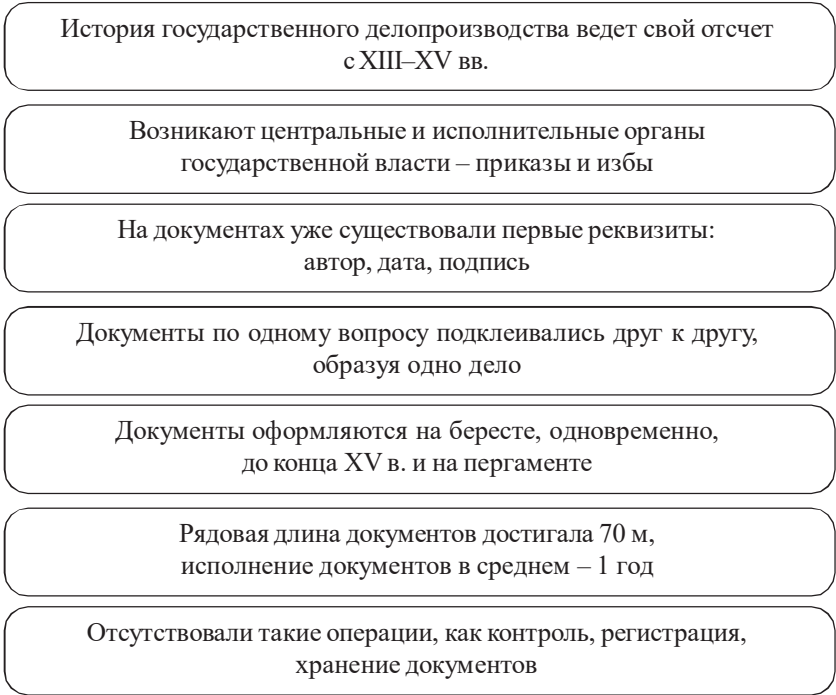 История государственного делопроизводства ведет свой отсчет
с XIII–XV вв.
Возникают центральные и исполнительные органы
государственной власти – приказы и избы
На документах уже существовали первые реквизиты:
автор, дата, подпись
Документы по одному вопросу подклеивались друг к другу,
образуя одно дело
Документы оформляются на бересте, одновременно,
до конца XV в. и на пергаменте
Рядовая длина документов достигала 70 м,
исполнение документов в среднем – 1 год
Отсутствовали такие операции, как контроль, регистрация,
хранение документов